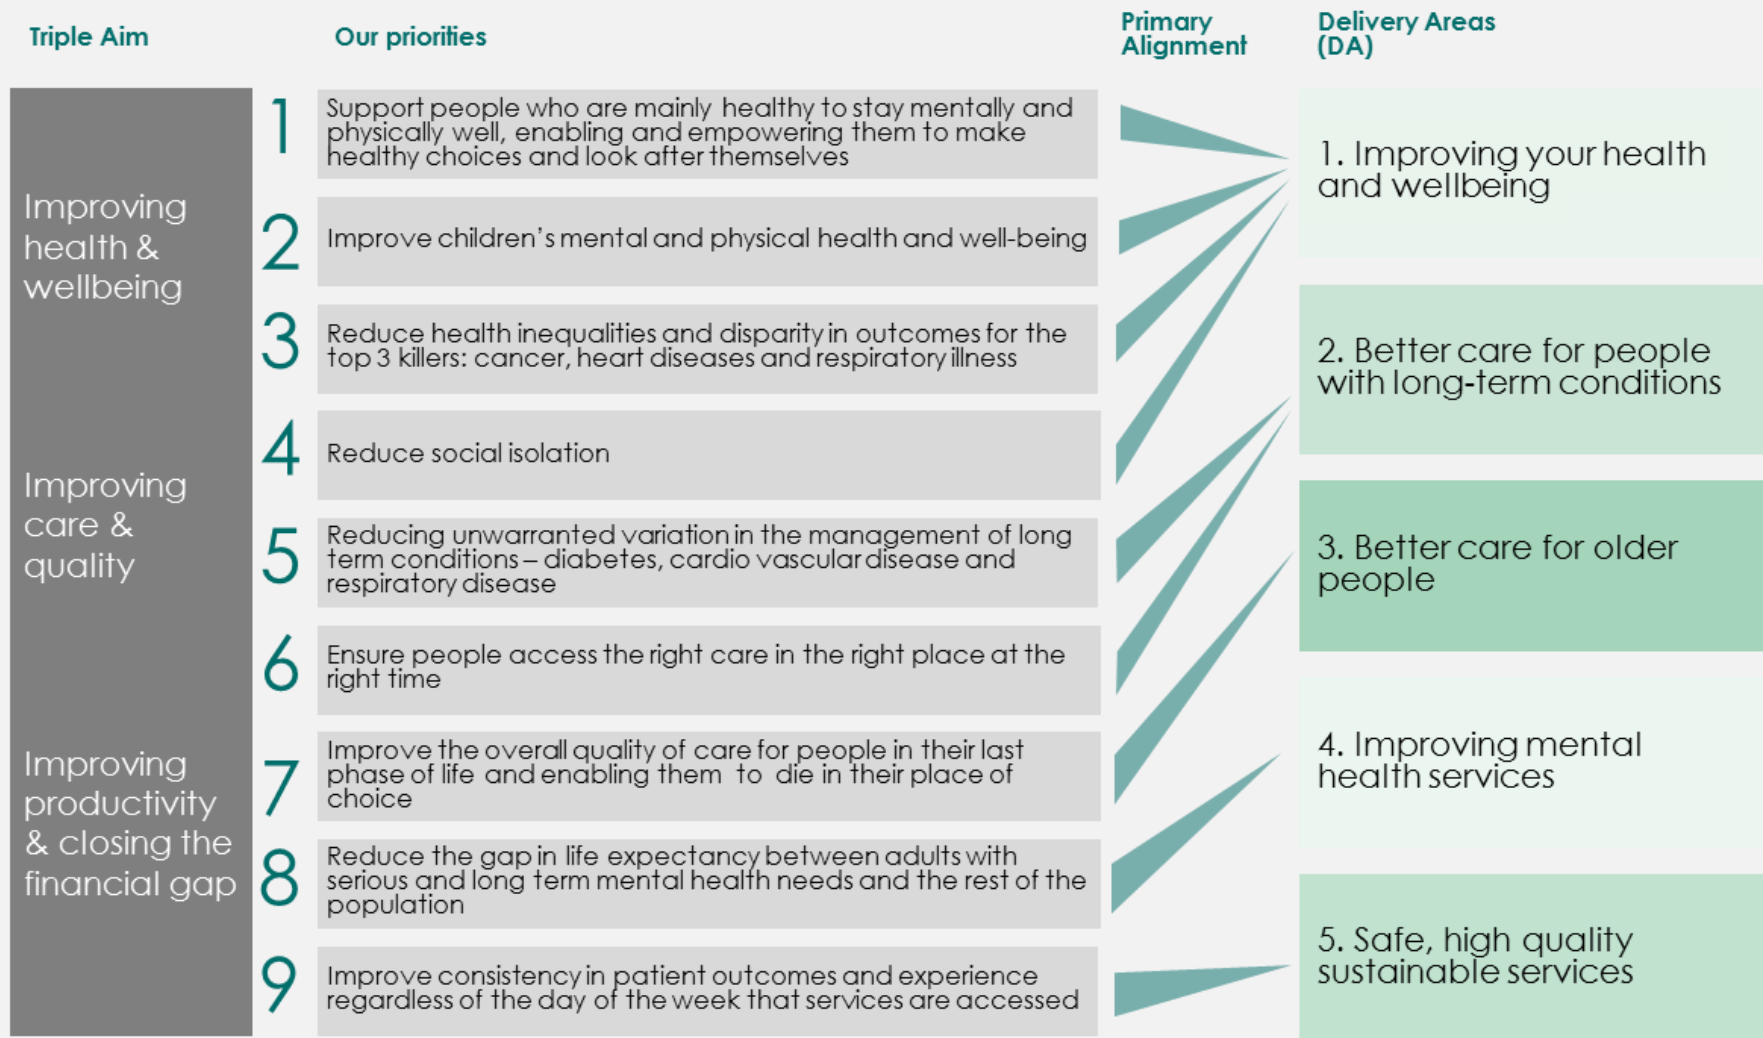 Triple Aim
Our priorities
Primary
Alignment
Delivery Areas
(DA)
Improving
health &
wellbeing
Improving
care &
quality
Improving
productivity
& closing the
financial gap
1
Support people who are mainly healthy to stay mentally and
physically well, enabling and empowering them to make
healthy choices and look after themselves
2
Improve children's mental and physical health and well-being
3
Reduce health inequalities and disparity in outcomes for the
top 3 killers: cancer, heart diseases and respiratory illness
4
Reduce social isolation
5
Reducing unwarranted variation in the management of long
term conditions – diabetes, cardio vascular disease and
respiratory disease
6
Ensure people access the right care in the right place at the
right time
7
Improve the overall quality of care for people in their last
phase of life and enabling them to die in their place of
choice
8
Reduce the gap in life expectancy between adults with
serious and long term mental health needs and the rest of the
population
9
Improve consistency in patient outcomes and experience
regardless of the day of the week that services are accessed
1. Improving your health
and wellbeing
2. Better care for people
with long-term conditions
3. Better care for older
people
4. Improving mental
health services
5. Safe, high quality
sustainable services